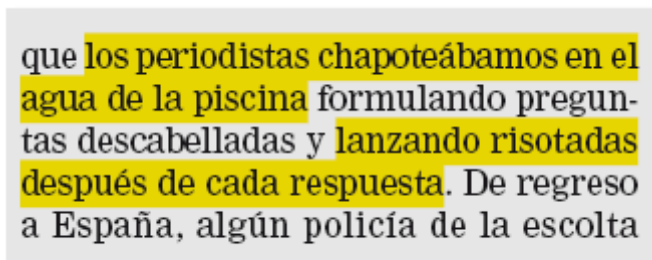 que los periodistas chapoteábamos en el
agua de la piscina formulando pregun-
tas descabelladas y lanzando risotadas
después de cada respuesta. De regreso
a España, algún policía de la escolta